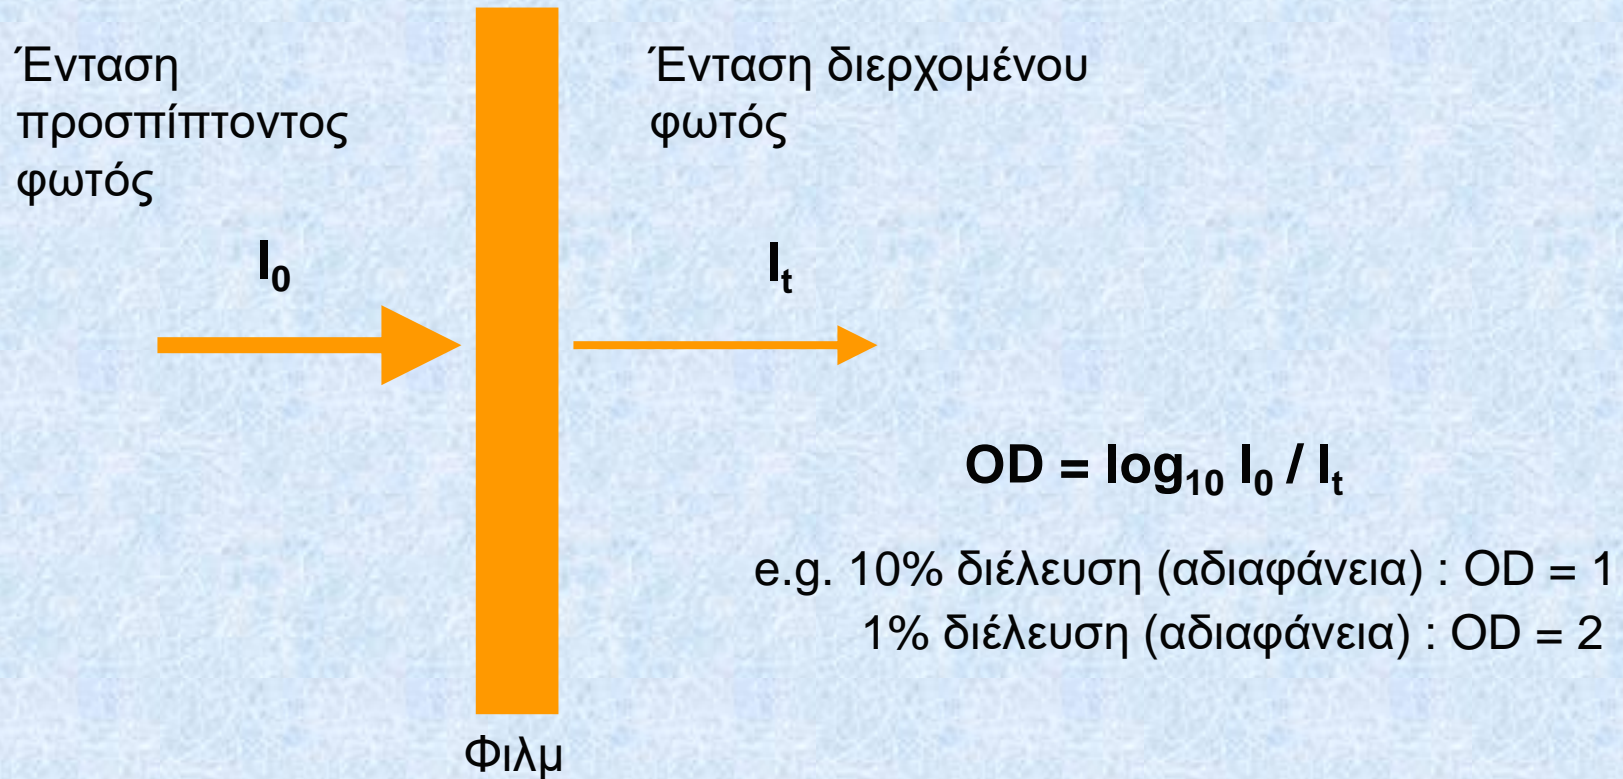 Ένταση
προσπίπτοντος
φωτός
Ένταση διερχομένου
φωτός
I₀
Iₜ
OD = log₁₀ I₀ / Iₜ
e.g. 10% διέλευση (αδιαφάνεια) : OD = 1
1% διέλευση (αδιαφάνεια) : OD = 2
Φιλμ